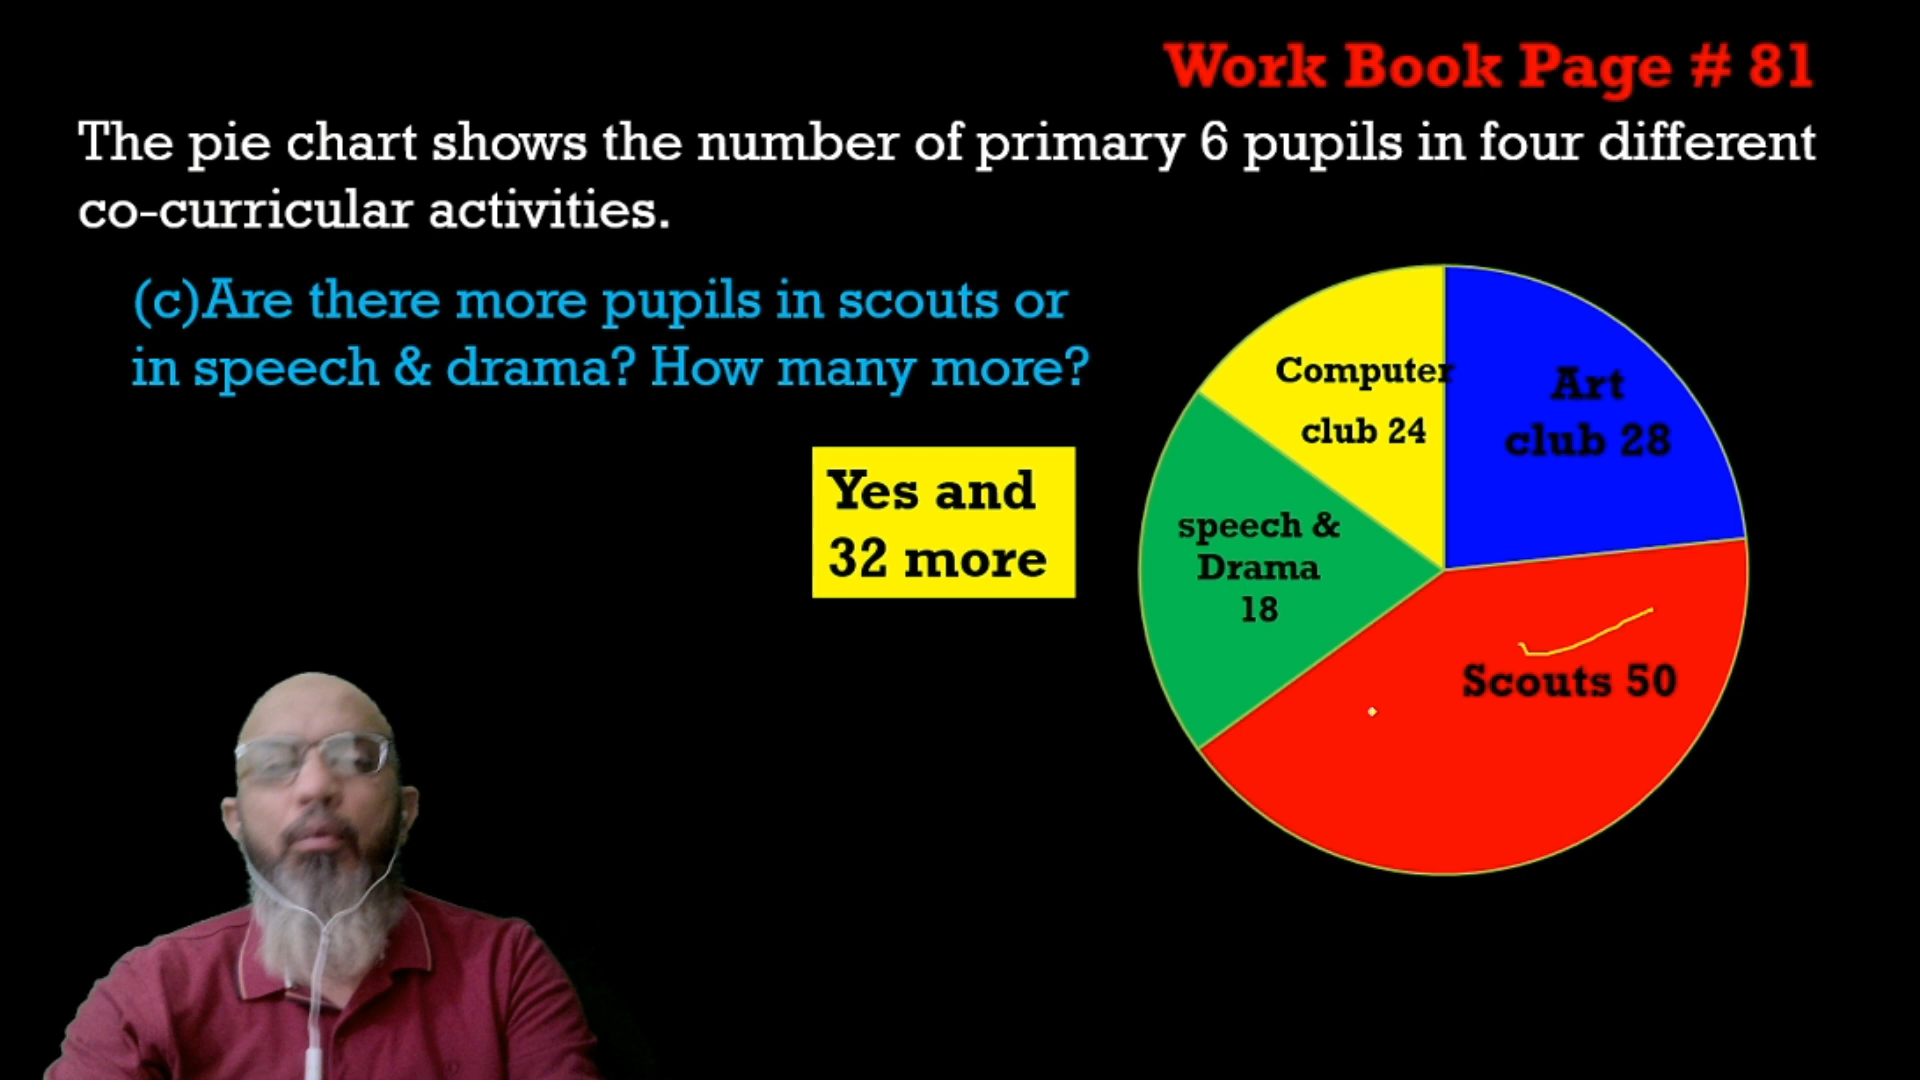 Work Book Page # 81
The pie chart shows the number of primary 6 pupils in four different
co-curricular activities.
(c)Are there more pupils in scouts or
in speech & drama? How many more?
Yes and
32 more
Computer
club 24
Art
club 28
speech &
Drama
18
Scouts 50